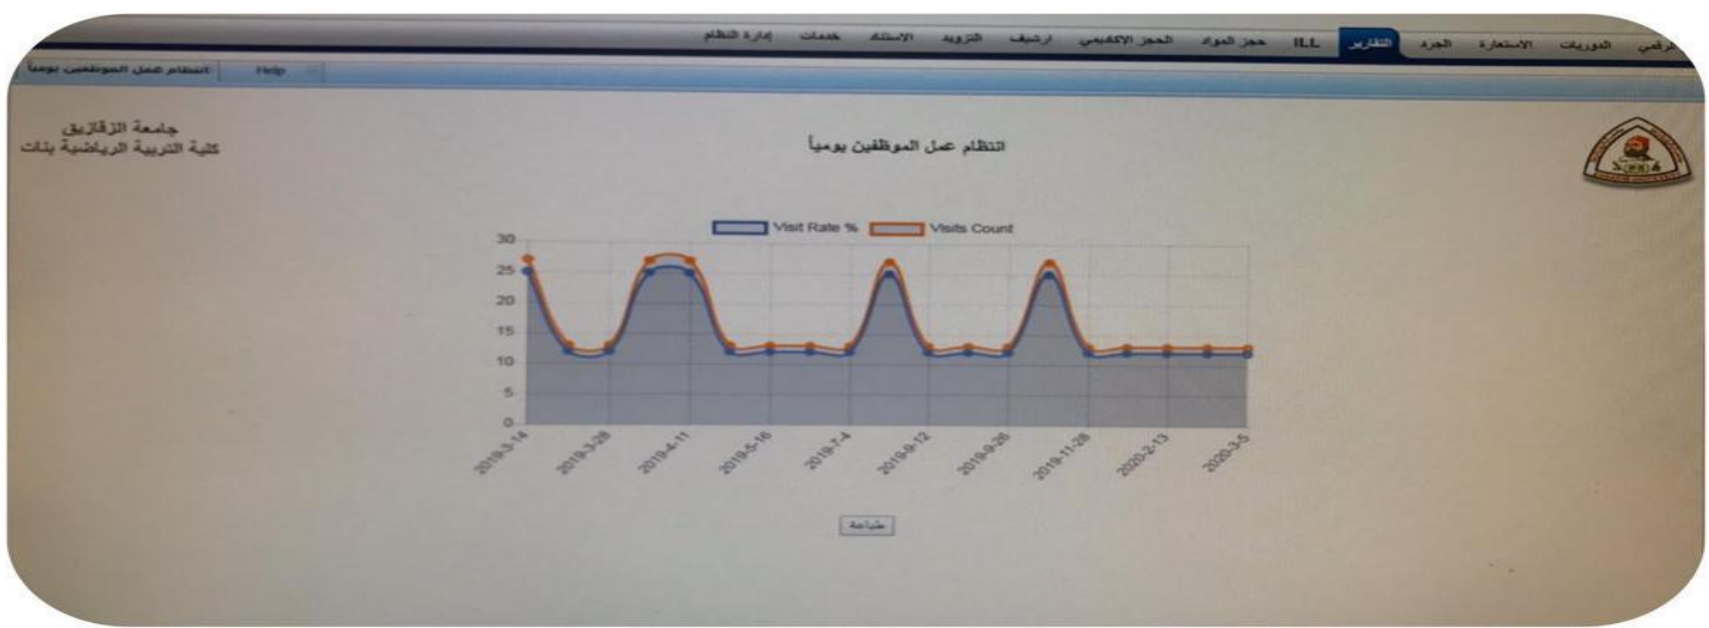 الدوريات الاستعارة الجرد التقارير ILL حجز المواد الحجز الإكاديمي ارشيف التزويد الاستناد خدمات إدارة النظام
Help انتظام عمل الموظفين يومياً
جامعة الزقازيق
كلية التربية الرياضية بنات
انتظام عمل الموظفين يومياً
Visit Rate % Visits Count
30
25
20
15
10
5
0
2019-3-14 2019-3-28 2019-4-11 2019-5-16 2019-7-4 2019-9-12 2019-9-26 2019-11-28 2020-2-13 2020-3-5
طباعة